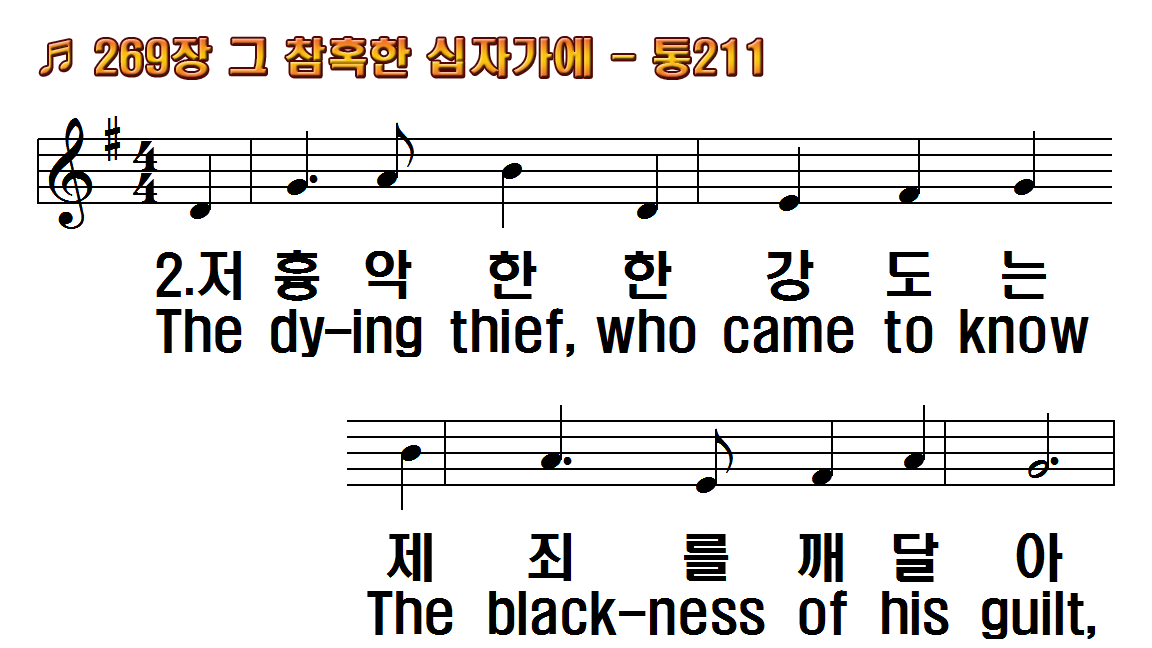 ♬ 269장 그 참혹한 십자가에 - 통211
2.저 흉 악 한 한 강 도 는
The dy-ing thief, who came to know
제 죄 를 깨 달 아
The black-ness of his guilt,